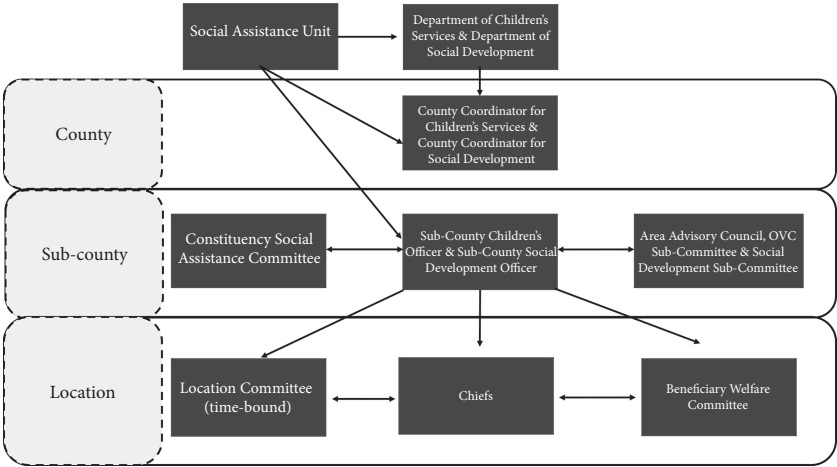 Social Assistance Unit
Department of Children's
Services & Department of
Social Development
County
County Coordinator for
Children's Services &
County Coordinator for
Social Development
Sub-county
Constituency Social
Assistance Committee
Sub-County Children's
Officer & Sub-County Social
Development Officer
Area Advisory Council, OVC
Sub-Committee & Social
Development Sub-Committee
Location
Location Committee
(time-bound)
Chiefs
Beneficiary Welfare
Committee